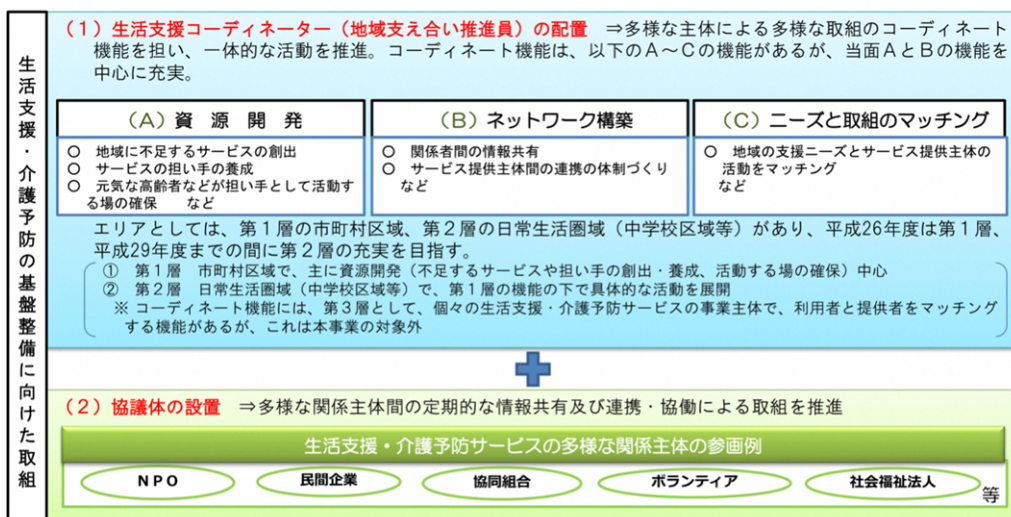 生活支援・介護予防の基盤整備に向けた取組
（１）生活支援コーディネーター（地域支え合い推進員）の配置　⇒多様な主体による多様な取組のコーディネート
機能を担い、一体的な活動を推進。コーディネート機能は、以下のＡ～Ｃの機能があるが、当面ＡとＢの機能を
中心に充実。
（Ａ）資　源　開　発
○　地域に不足するサービスの創出
○　サービスの担い手の養成
○　元気な高齢者などが担い手として活動す
る場の確保　　など
（Ｂ）ネットワーク構築
○　関係者間の情報共有
○　サービス提供主体間の連携の体制づくり
など
（Ｃ）ニーズと取組のマッチング
○　地域の支援ニーズとサービス提供主体の
活動をマッチング
など
エリアとしては、第１層の市町村区域、第２層の日常生活圏域（中学校区域等）があり、平成26年度は第１層、
平成29年度までの間に第２層の充実を目指す。
①　第１層　市町村区域で、主に資源開発（不足するサービスや担い手の創出・養成、活動する場の確保）中心
②　第２層　日常生活圏域（中学校区域等）で、第１層の機能の下で具体的な活動を展開
※ コーディネート機能には、第３層として、個々の生活支援・介護予防サービスの事業主体で、利用者と提供者をマッチング
する機能があるが、これは本事業の対象外
（２）協議体の設置　⇒多様な関係主体間の定期的な情報共有及び連携・協働による取組を推進
生活支援・介護予防サービスの多様な関係主体の参画例
ＮＰＯ
民間企業
協同組合
ボランティア
社会福祉法人
等